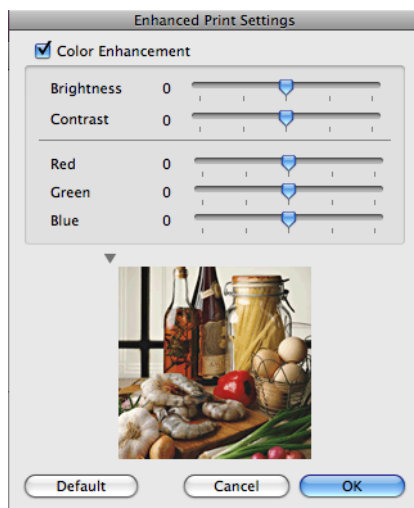 Enhanced Print Settings
Color Enhancement
Brightness 0
Contrast 0
Red 0
Green 0
Blue 0
Default Cancel OK